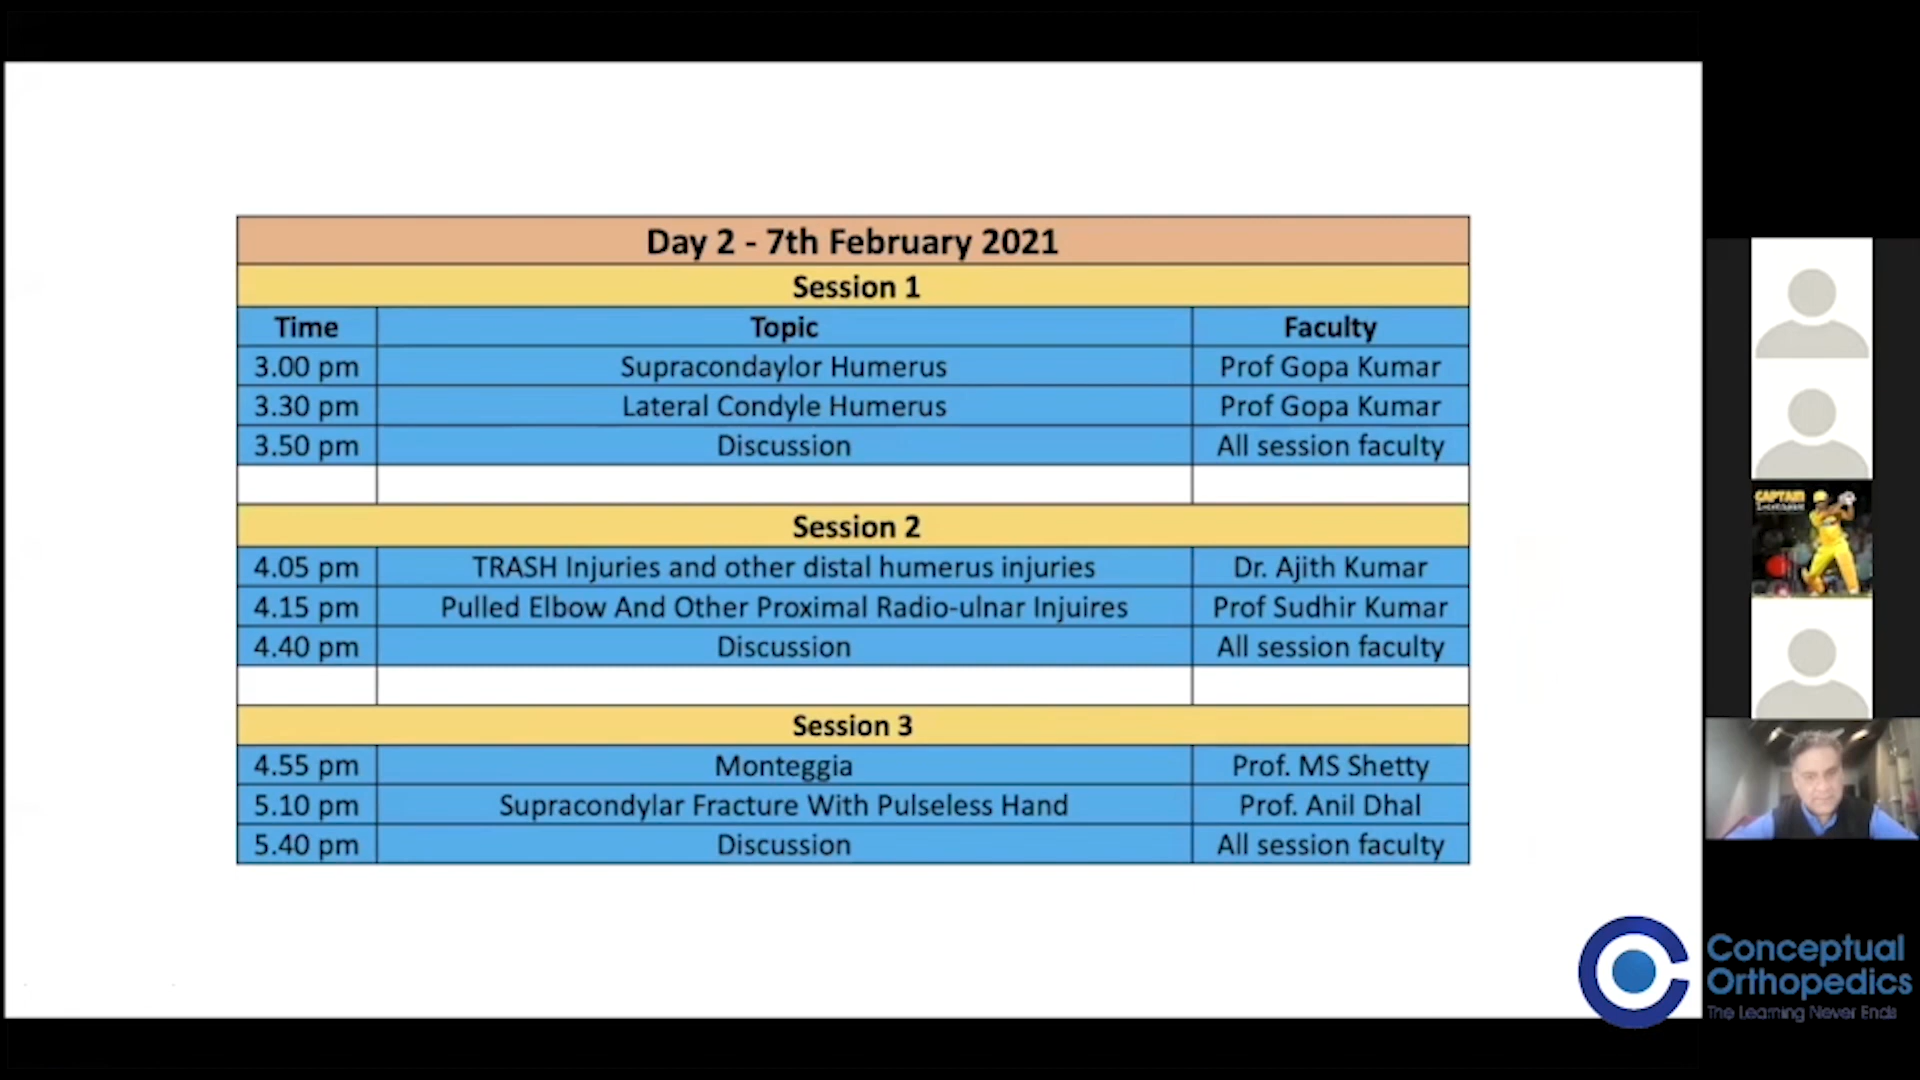 Day 2 - 7th February 2021
Session 1
Time Topic Faculty
3.00 pm Supracondaylor Humerus Prof Gopa Kumar
3.30 pm Lateral Condyle Humerus Prof Gopa Kumar
3.50 pm Discussion All session faculty
Session 2
4.05 pm TRASH Injuries and other distal humerus injuries Dr. Ajith Kumar
4.15 pm Pulled Elbow And Other Proximal Radio-ulnar Injuires Prof Sudhir Kumar
4.40 pm Discussion All session faculty
Session 3
4.55 pm Monteggia Prof. MS Shetty
5.10 pm Supracondylar Fracture With Pulseless Hand Prof. Anil Dhal
5.40 pm Discussion All session faculty
CAPTAIN
Conceptual
Orthopedics
The Learning Never Ends